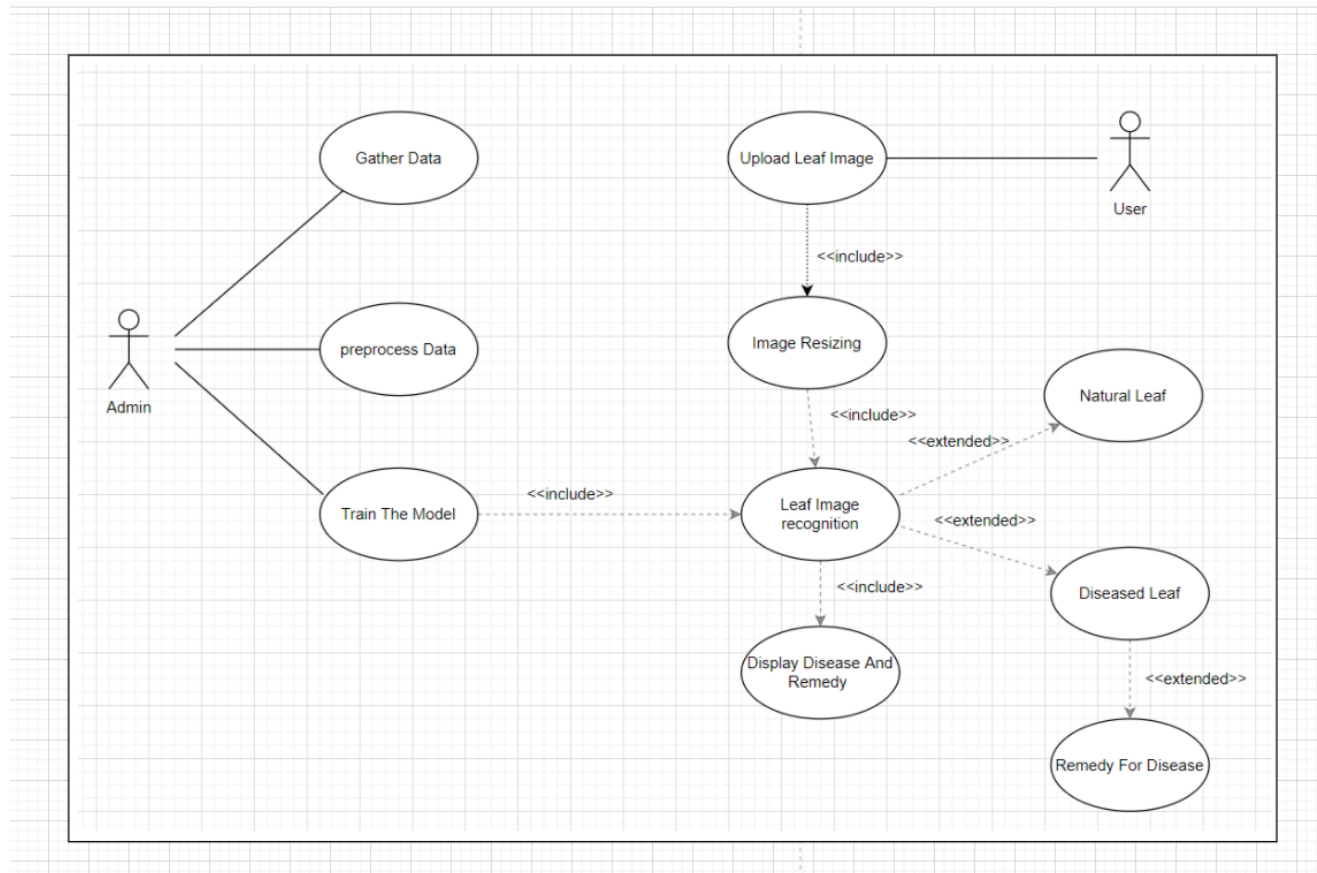 Gather Data
Upload Leaf Image
User
<<include>>
preprocess Data
Image Resizing
Admin
Natural Leaf
<<include>>
<<extended>>
Train The Model
<<include>>
Leaf Image
recognition
<<extended>>
<<include>>
Diseased Leaf
Display Disease And
Remedy
<<extended>>
Remedy For Disease